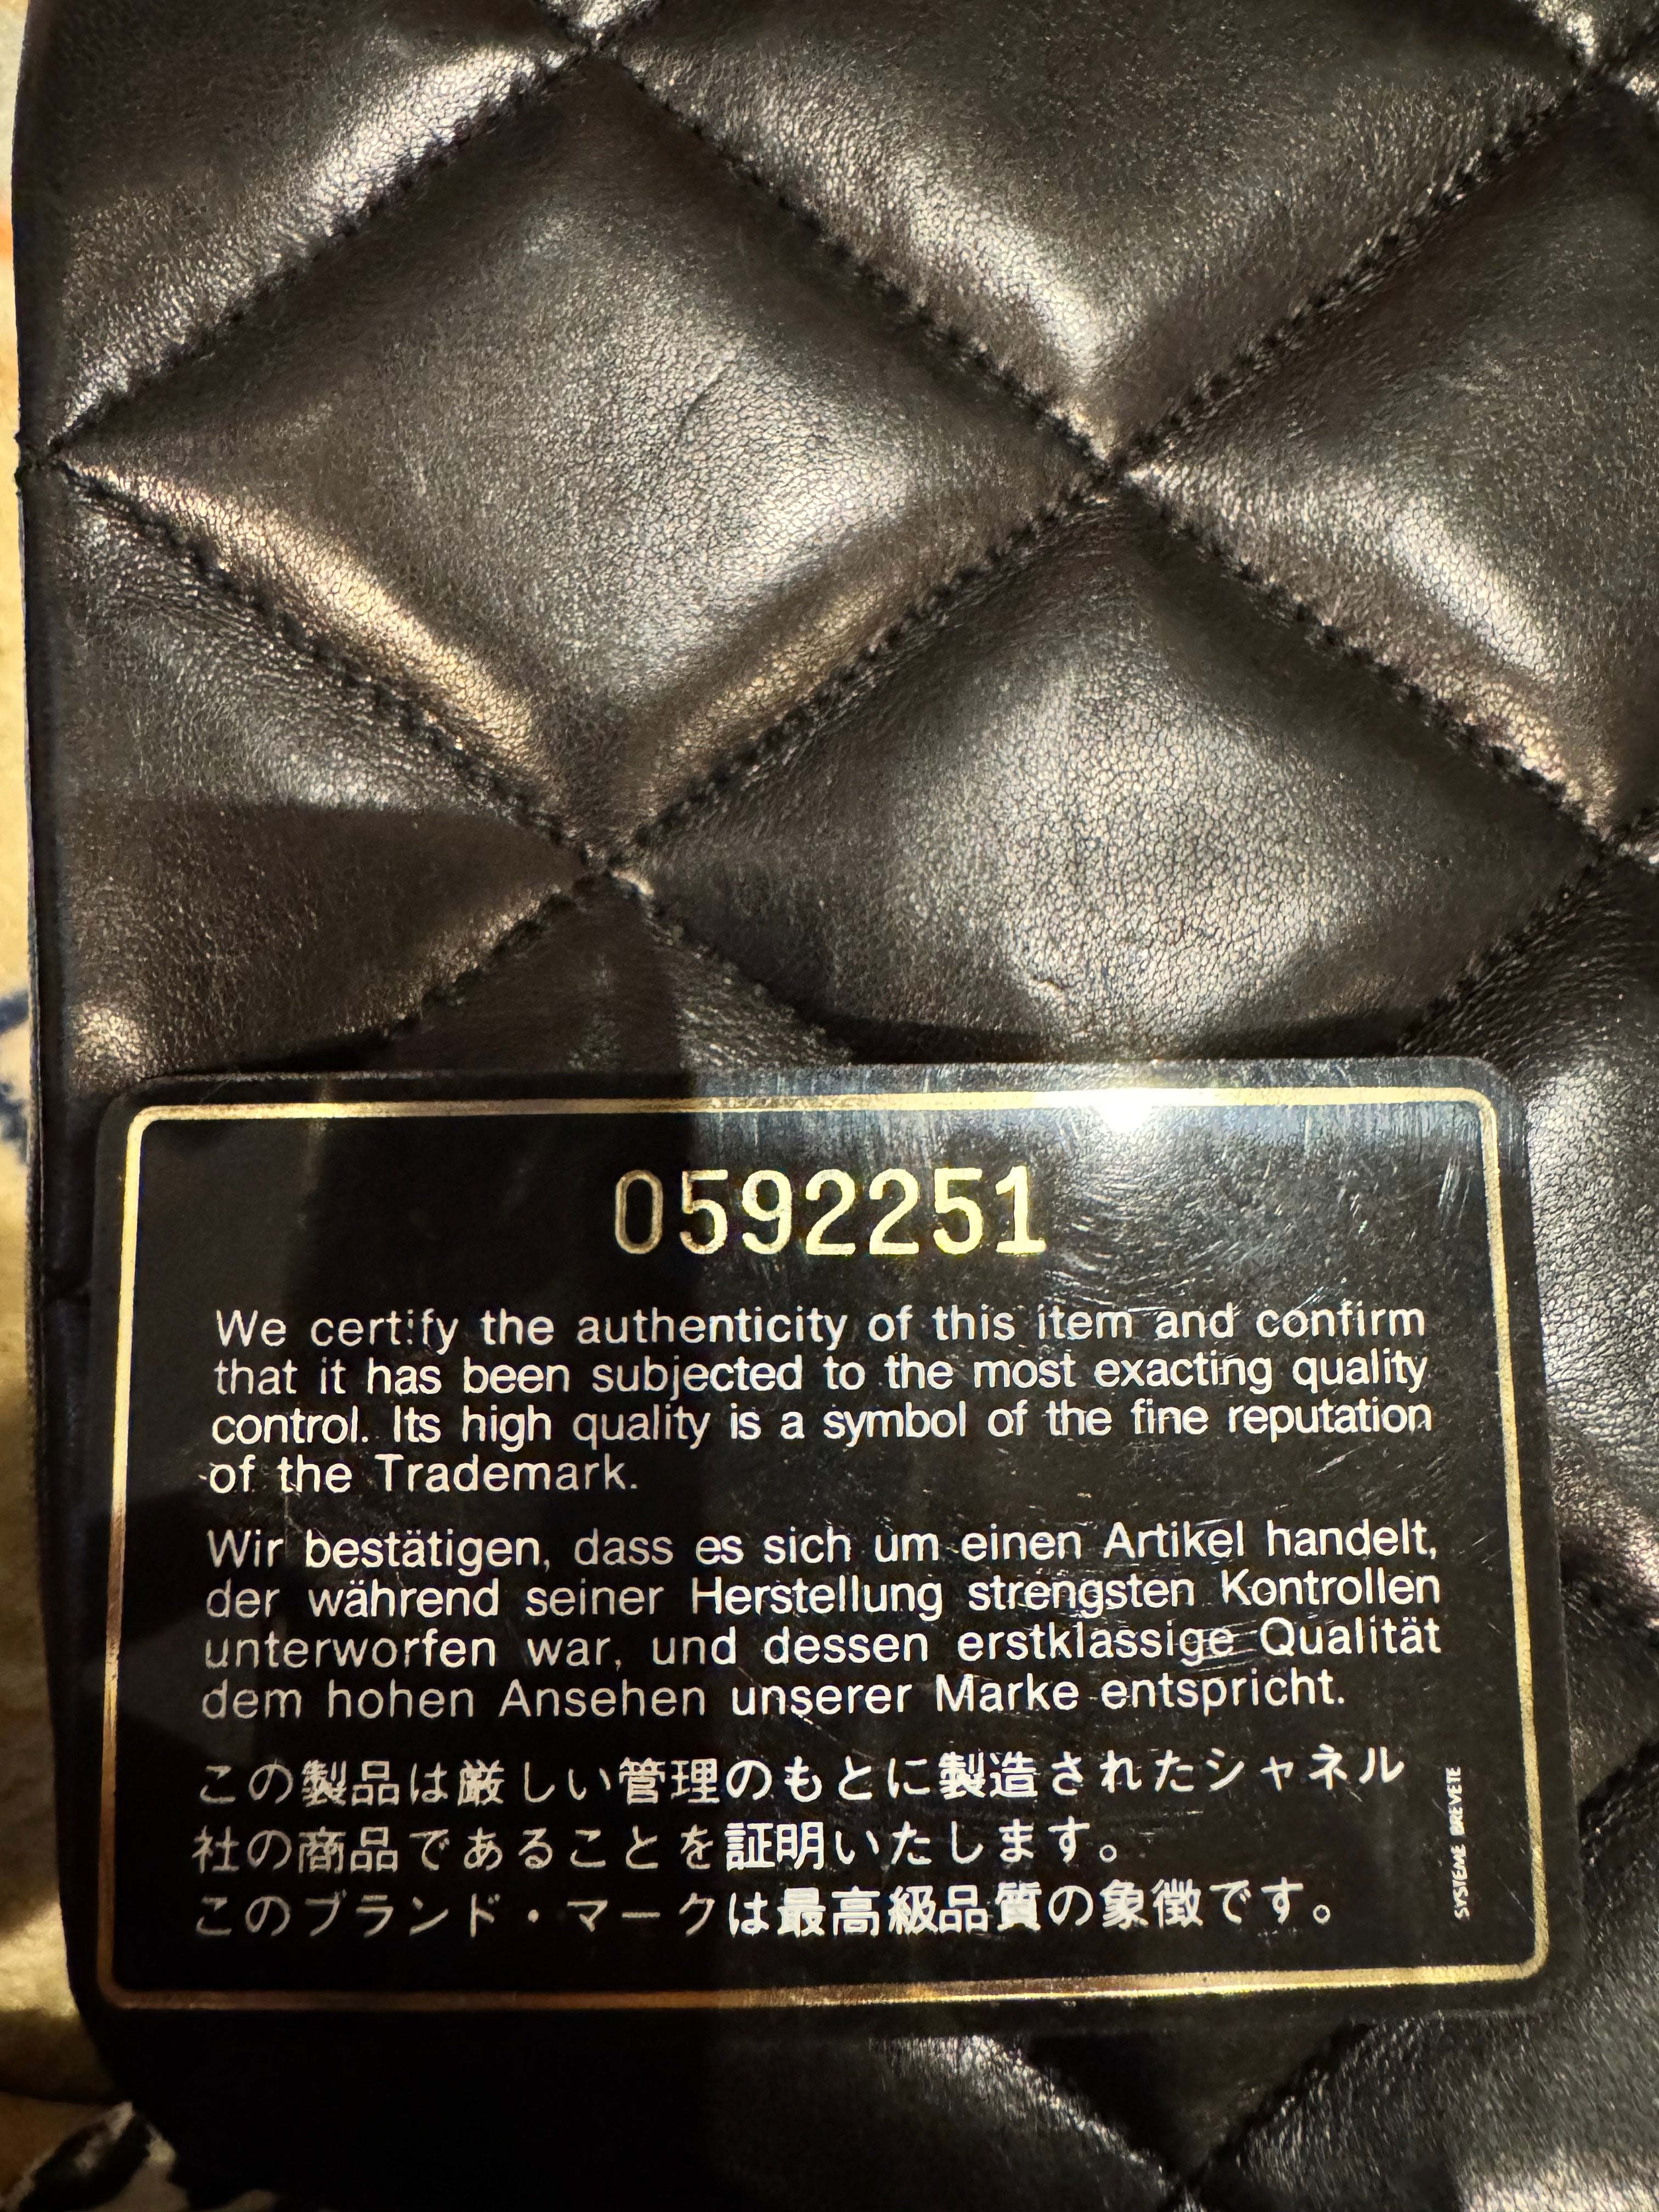 0592251
We certify the authenticity of this item and confirm
that it has been subjected to the most exacting quality
control. Its high quality is a symbol of the fine reputation
of the Trademark.
Wir bestätigen, dass es sich um einen Artikel handelt,
der während seiner Herstellung strengsten Kontrollen
unterworfen war, und dessen erstklassige Qualität
dem hohen Ansehen unserer Marke entspricht.
この製品は厳しい管理のもとに製造されたシャネル
社の商品であることを証明いたします。
このブランド・マークは最高級品質の象徴です。
SYSTEME BREVETE